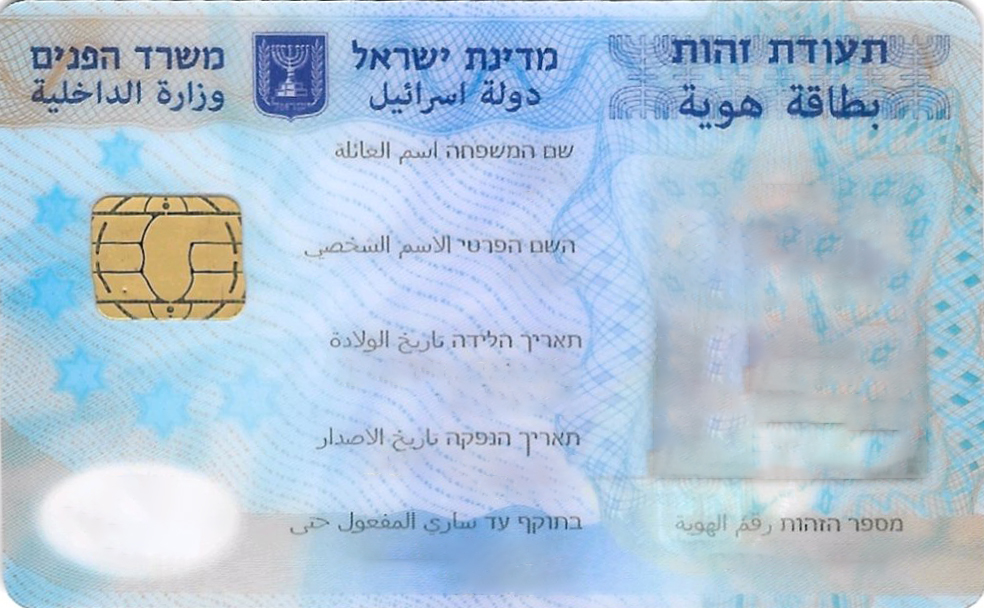 תעודת זהות
بطاقة هوية
מדינת ישראל
دولة اسرائيل
משרד הפנים
وزارة الداخلية
שם המשפחה اسم العائلة
השם הפרטי الاسم الشخصي
תאריך הלידה تاريخ الولادة
תאריך הנפקה تاريخ الاصدار
בתוקף עד ساري المفعول حتى
מספר הזהות رقم الهوية